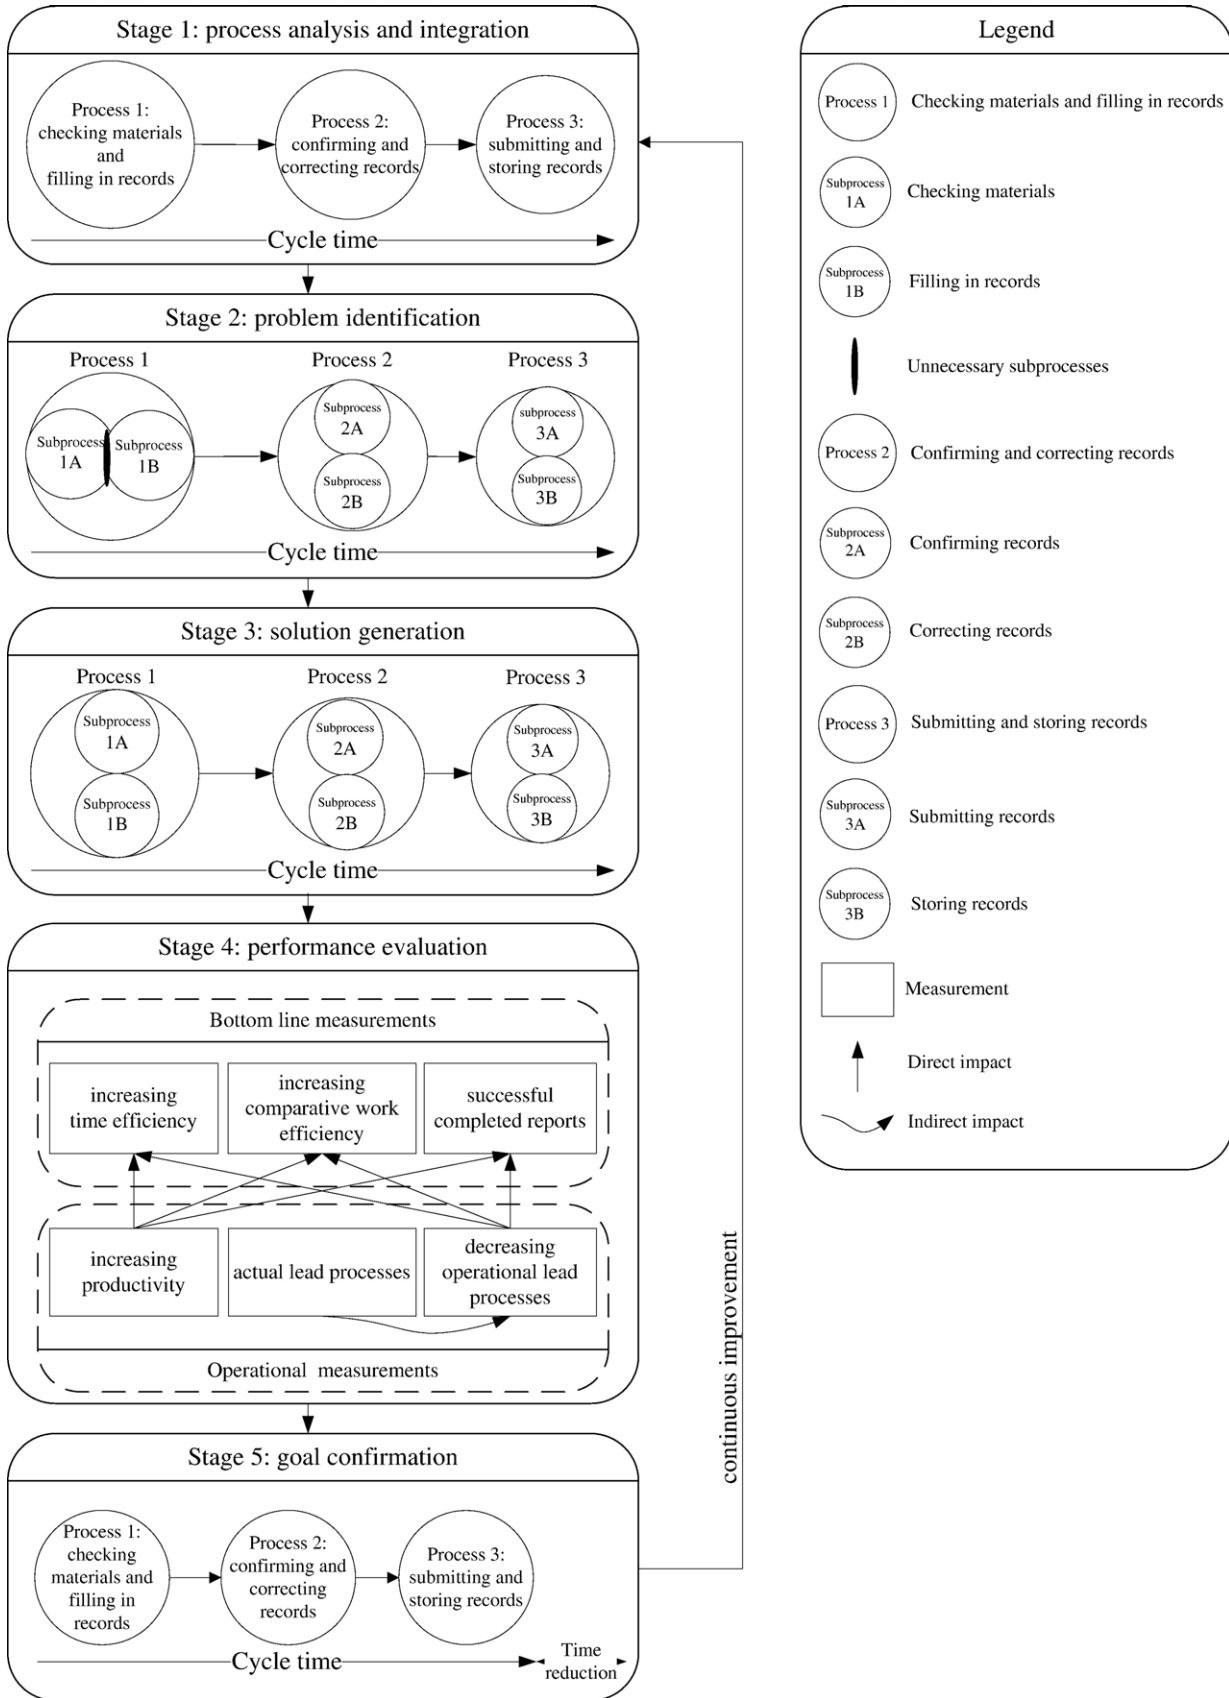 Stage 1: process analysis and integration
Process 1:
checking materials
and
filling in records
Process 2:
confirming and
correcting records
Process 3:
submitting and
storing records
Cycle time
Stage 2: problem identification
Process 1
Process 2
Process 3
Subprocess
1A
Subprocess
1B
Subprocess
2A
Subprocess
2B
subprocess
3A
Subprocess
3B
Cycle time
Stage 3: solution generation
Process 1
Process 2
Process 3
Subprocess
1A
Subprocess
1B
Subprocess
2A
Subprocess
2B
Subprocess
3A
Subprocess
3B
Cycle time
Stage 4: performance evaluation
Bottom line measurements
increasing
time efficiency
increasing
comparative work
efficiency
successful
completed reports
increasing
productivity
actual lead processes
decreasing
operational lead
processes
Operational measurements
Stage 5: goal confirmation
Process 1:
checking
materials and
filling in
records
Process 2:
confirming and
correcting
records
Process 3:
submitting and
storing records
Cycle time
Time
reduction
continuous improvement
Legend
Process 1
Checking materials and filling in records
Subprocess
1A
Checking materials
Subprocess
1B
Filling in records
Unnecessary subprocesses
Process 2
Confirming and correcting records
Subprocess
2A
Confirming records
Subprocess
2B
Correcting records
Process 3
Submitting and storing records
Subprocess
3A
Submitting records
Subprocess
3B
Storing records
Measurement
Direct impact
Indirect impact